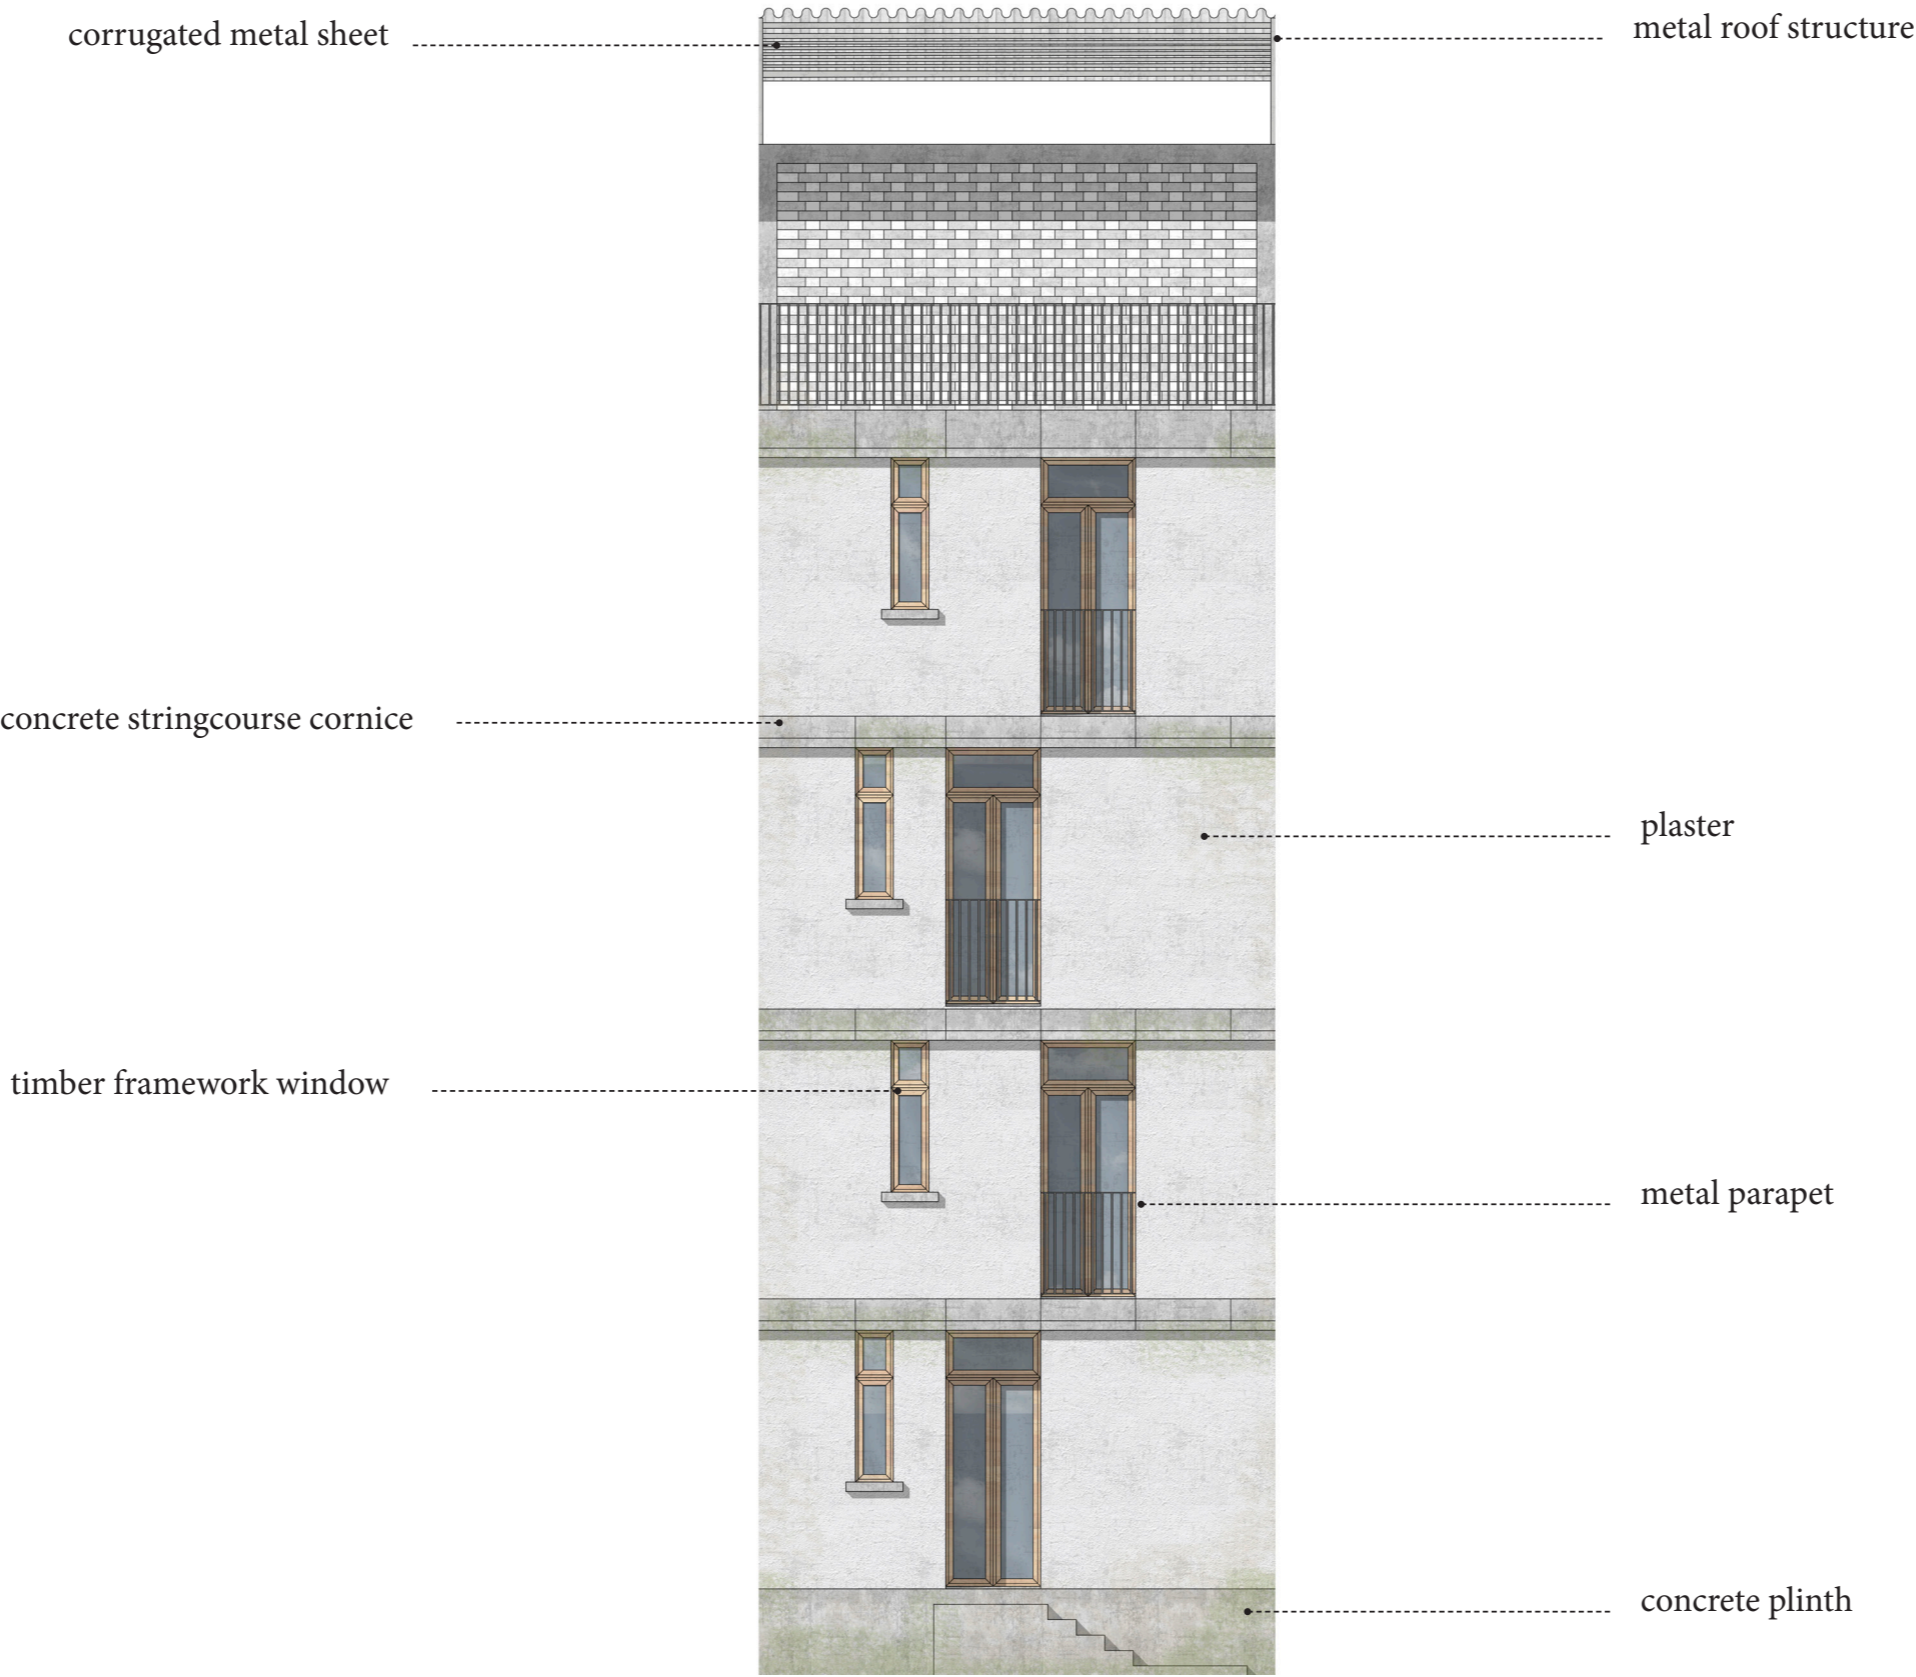 corrugated metal sheet
metal roof structure
concrete stringcourse cornice
plaster
timber framework window
metal parapet
concrete plinth